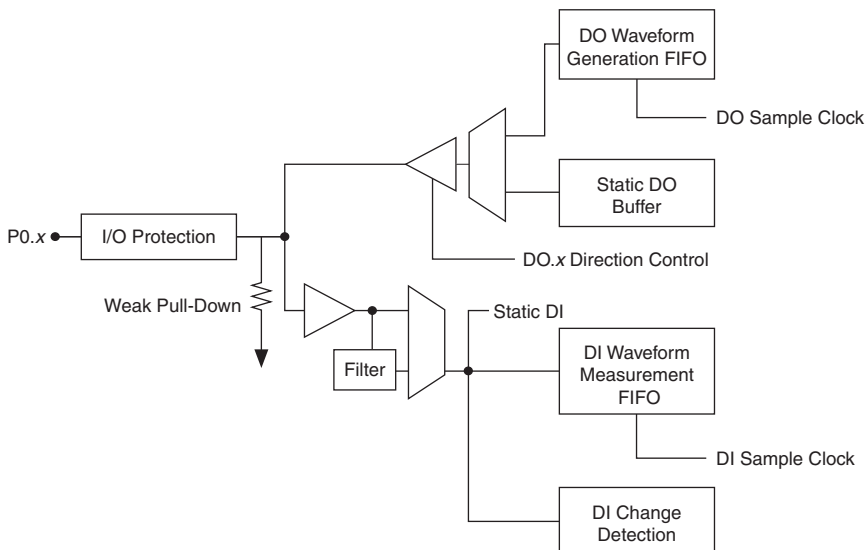 DO Waveform
Generation FIFO
DO Sample Clock
Static DO
Buffer
P0.x
I/O Protection
DO.x Direction Control
Weak Pull-Down
Static DI
Filter
DI Waveform
Measurement
FIFO
DI Sample Clock
DI Change
Detection